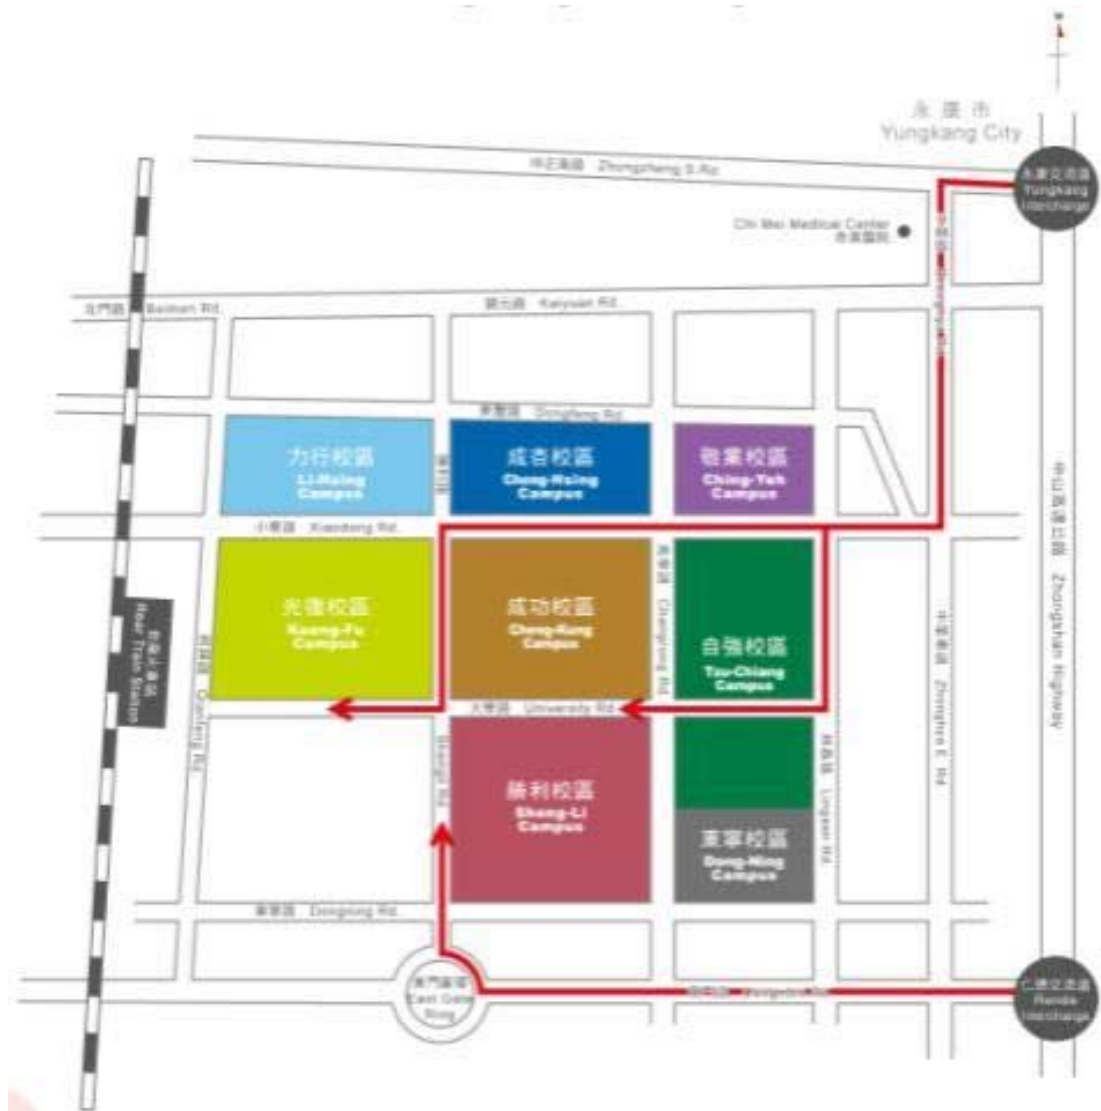 永康市
Yungkang City
永康交流道
Yungkang
Interchange
中正南路 Zhongzheng S.Rd.
Chi Mei Medical Center
奇美醫院
北門路 Beimen Rd.
開元路 Kaiyuan Rd.
東豐路 Dongfeng Rd.
力行校區
Li-Hsing
Campus
成杏校區
Cheng-Hsing
Campus
敬業校區
Ching-Yeh
Campus
小東路 Xiaodong Rd.
光復校區
Kuang-Fu
Campus
成功校區
Cheng-Kung
Campus
自強校區
Tzu-Chiang
Campus
長榮路 Changrong Rd.
中山高速公路 Zhongshan Highway
後火車站
Rear Train Station
前鋒路 Qianfeng Rd.
大學路 University Rd.
勝利校區
Sheng-Li
Campus
東寧校區
Dong-Ning
Campus
Shengli Rd.
林森路 Linsen Rd.
中華東路 Zhonghua E. Rd.
東寧路 Dongning Rd.
東門圓環
East Gate
Ring
仁德交流道
Rende
Interchange